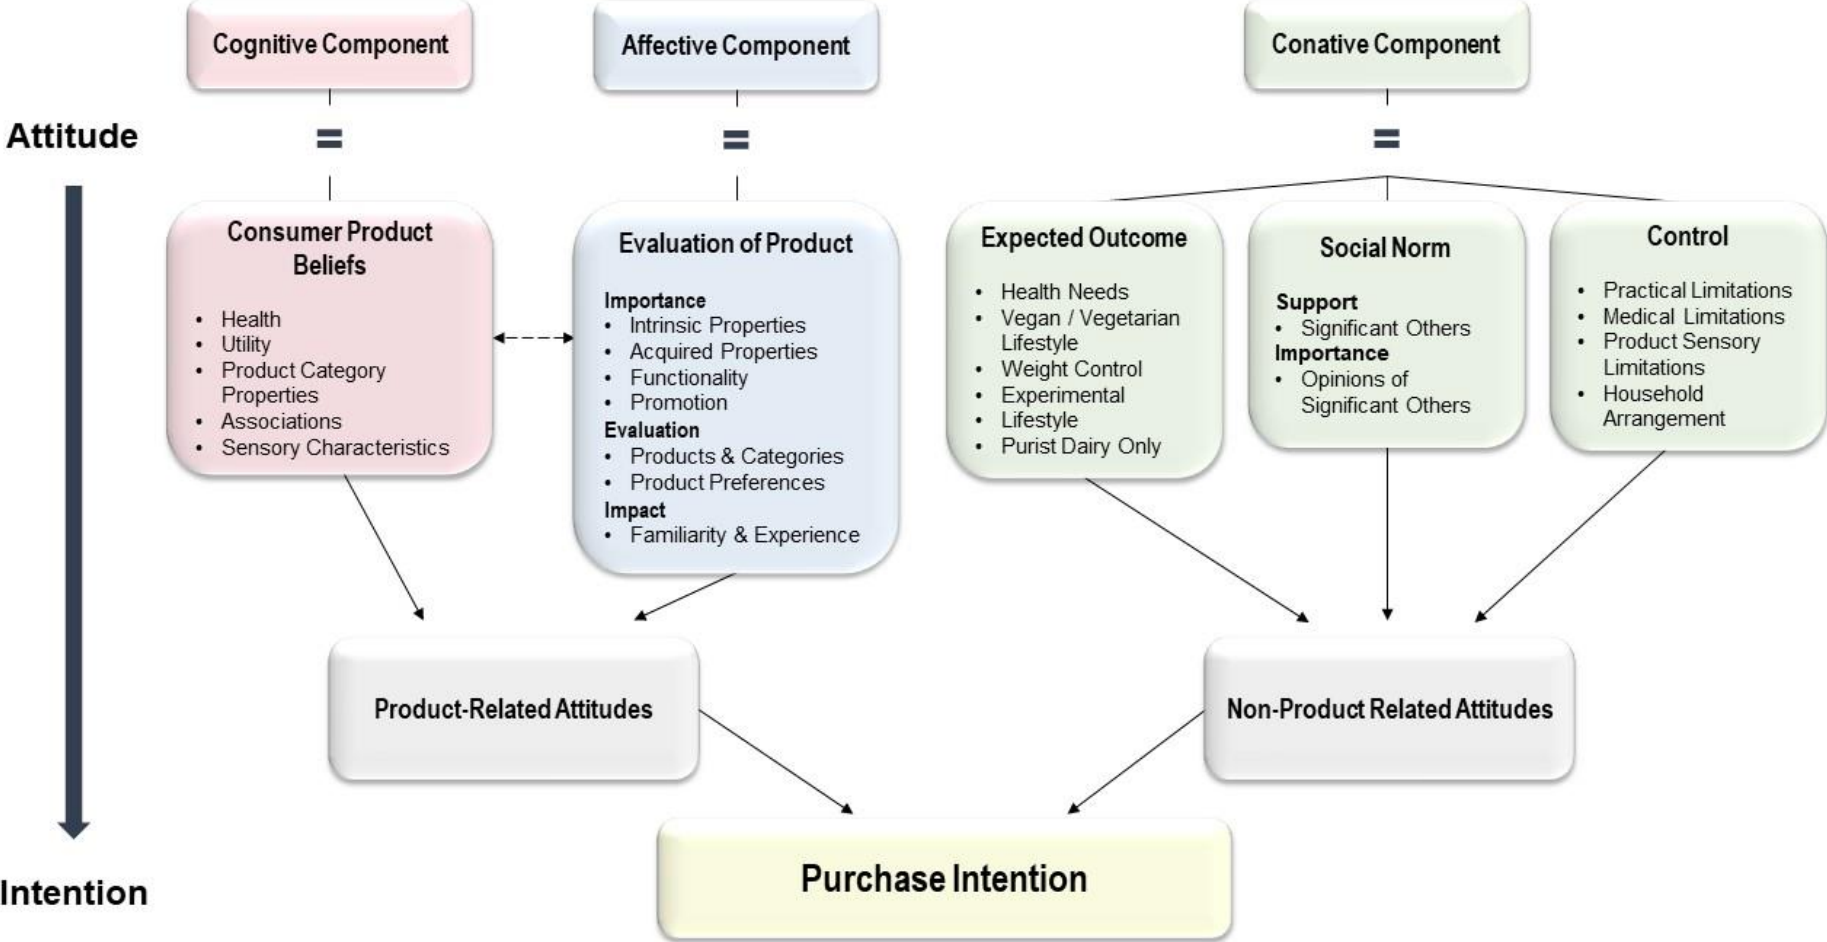 Cognitive Component
Affective Component
Conative Component
Attitude
=
=
=
Consumer Product
Beliefs
• Health
• Utility
• Product Category
Properties
• Associations
• Sensory Characteristics
Evaluation of Product
Importance
• Intrinsic Properties
• Acquired Properties
• Functionality
• Promotion
Evaluation
• Products & Categories
• Product Preferences
Impact
• Familiarity & Experience
Expected Outcome
• Health Needs
• Vegan / Vegetarian
Lifestyle
• Weight Control
• Experimental
• Lifestyle
• Purist Dairy Only
Social Norm
Support
• Significant Others
Importance
• Opinions of
Significant Others
Control
• Practical Limitations
• Medical Limitations
• Product Sensory
Limitations
• Household
Arrangement
Product-Related Attitudes
Non-Product Related Attitudes
Purchase Intention
Intention